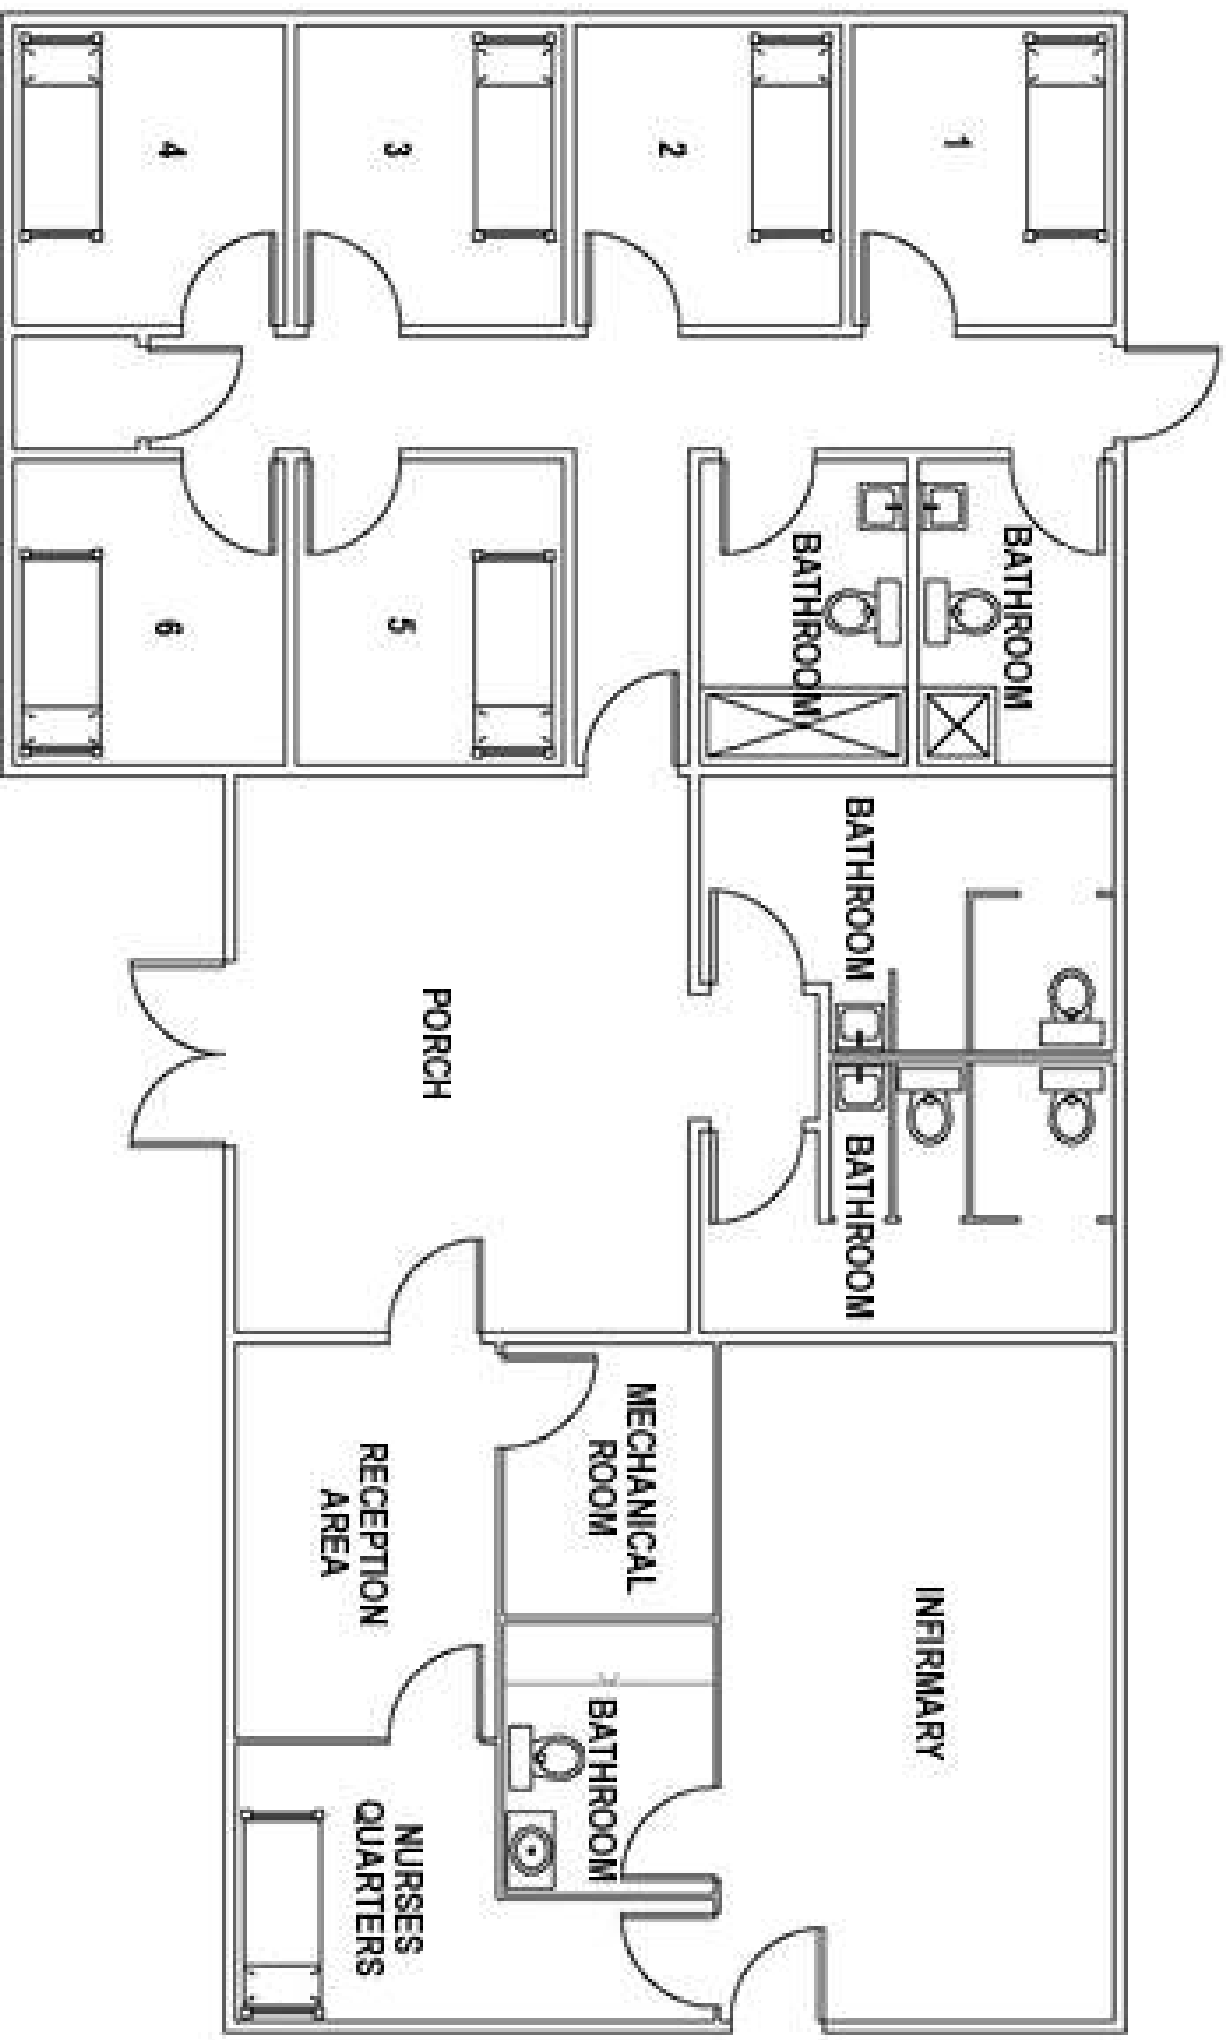 1
2
3
4
5
6
BATHROOM
BATHROOM
BATHROOM
BATHROOM
PORCH
MECHANICAL
ROOM
RECEPTION
AREA
INFIRMARY
BATHROOM
NURSES
QUARTERS